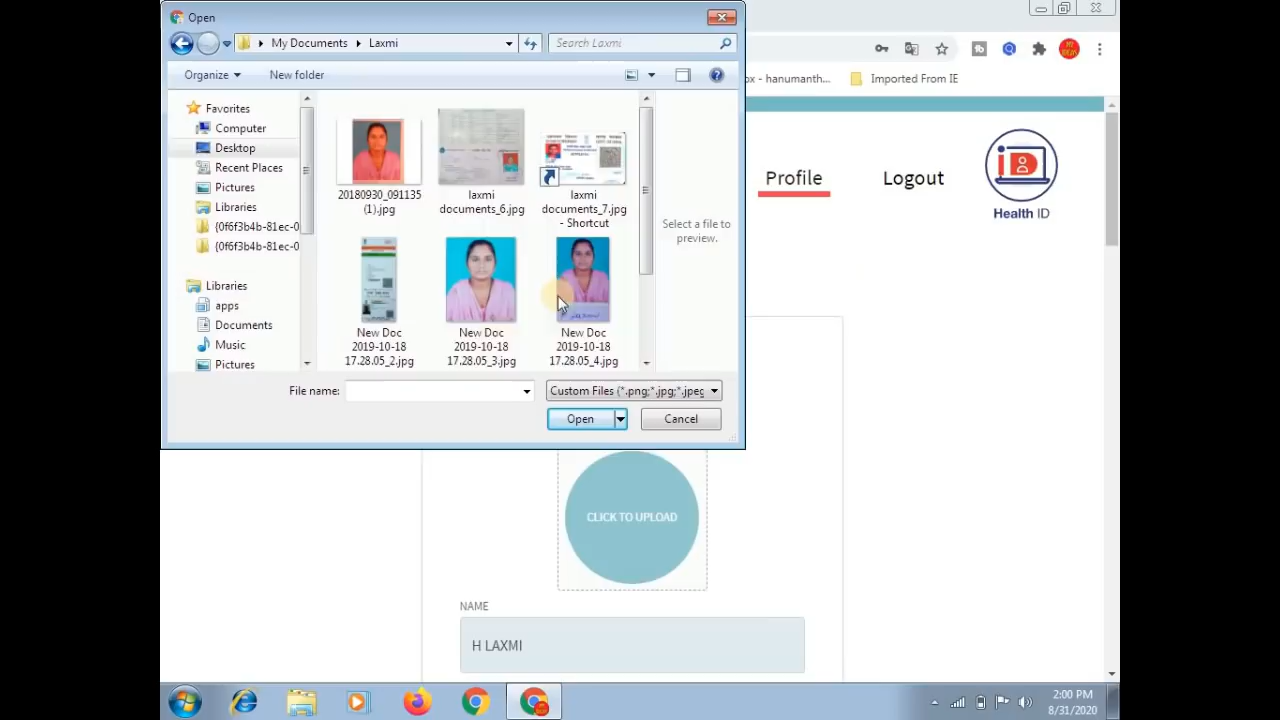 Open
My Documents
Laxmi
Search Laxmi
Organize
New folder
ox - hanumanth...
Imported From IE
Favorites
Computer
Desktop
Recent Places
Pictures
Libraries
{0f6f3b4b-81ec-0
{0f6f3b4b-81ec-0
Libraries
apps
Documents
Music
Pictures
20180930_091135
(1).jpg
laxmi
documents_6.jpg
laxmi
documents_7.jpg
- Shortcut
New Doc
2019-10-18
17.28.05_2.jpg
New Doc
2019-10-18
17.28.05_3.jpg
New Doc
2019-10-18
17.28.05_4.jpg
Select a file to
preview.
File name:
Custom Files (*.png;*.jpg;*.jpeg
Open
Cancel
Profile
Logout
Health ID
CLICK TO UPLOAD
NAME
H LAXMI
2:00 PM
8/31/2020